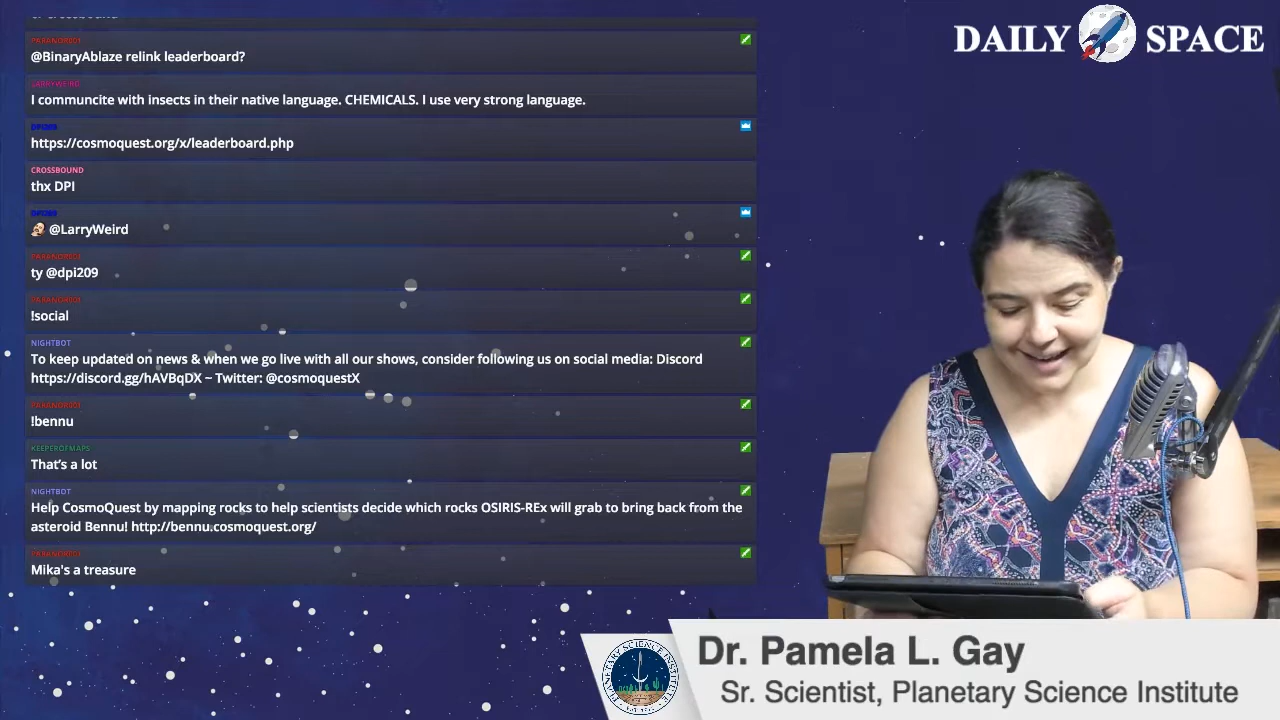 DAILY SPACE
@BinaryAblaze relink leaderboard?
LARRYWEIRD
I communcite with insects in their native language. CHEMICALS. I use very strong language.
DPI209
https://cosmoquest.org/x/leaderboard.php
CROSSBOUND
thx DPI
DPI209
@LarryWeird
ty @dpi209
!social
NIGHTBOT
To keep updated on news & when we go live with all our shows, consider following us on social media: Discord
https://discord.gg/hAVBqDX ~ Twitter: @cosmoquestX
!bennu
KEEPEROFMAPS
That's a lot
NIGHTBOT
Help CosmoQuest by mapping rocks to help scientists decide which rocks OSIRIS-REx will grab to bring back from the
asteroid Bennu! http://bennu.cosmoquest.org/
Mika's a treasure
Dr. Pamela L. Gay
Sr. Scientist, Planetary Science Institute